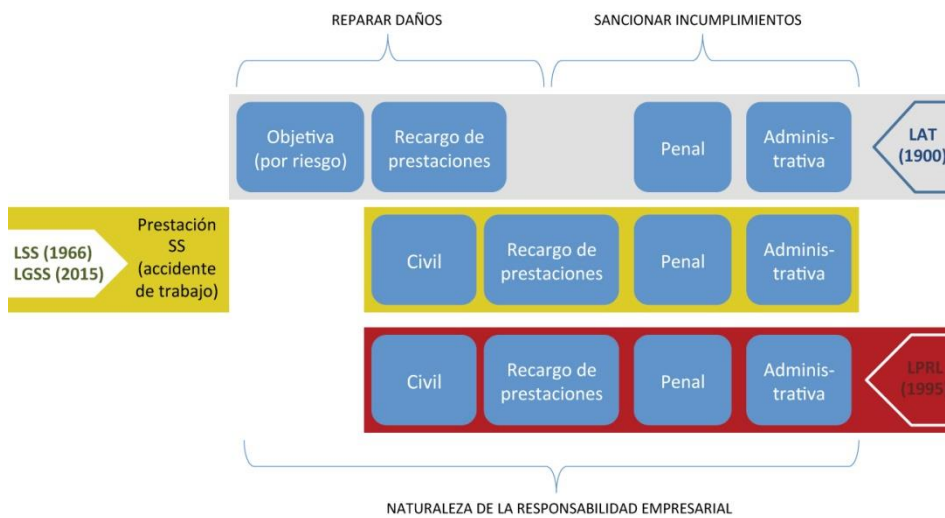 REPARAR DAÑOS
SANCIONAR INCUMPLIMIENTOS
Objetiva
(por riesgo)
Recargo de
prestaciones
Penal
Adminis-
trativa
LAT
(1900)
LSS (1966)
LGSS (2015)
Prestación
SS
(accidente
de trabajo)
Civil
Recargo de
prestaciones
Penal
Adminis-
trativa
Civil
Recargo de
prestaciones
Penal
Adminis-
trativa
LPRL
(1995
NATURALEZA DE LA RESPONSABILIDAD EMPRESARIAL